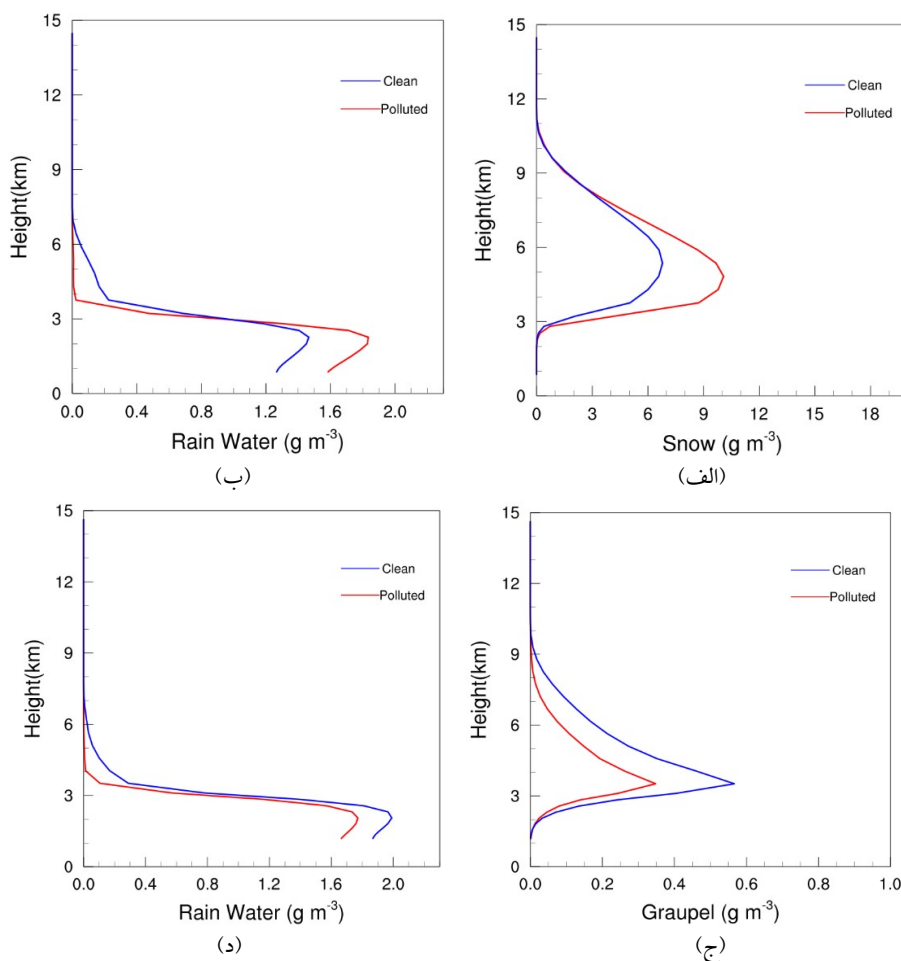 15
12
9
6
3
0
Height(km)
Clean
Polluted
0.0 0.4 0.8 1.2 1.6 2.0
Rain Water (g m⁻³)
(ب)
15
12
9
6
3
0
Height(km)
Clean
Polluted
0 3 6 9 12 15 18
Snow (g m⁻³)
(الف)
15
12
9
6
3
0
Height(km)
Clean
Polluted
0.0 0.4 0.8 1.2 1.6 2.0
Rain Water (g m⁻³)
(د)
15
12
9
6
3
0
Height(km)
Clean
Polluted
0.0 0.2 0.4 0.6 0.8 1.0
Graupel (g m⁻³)
(ج)